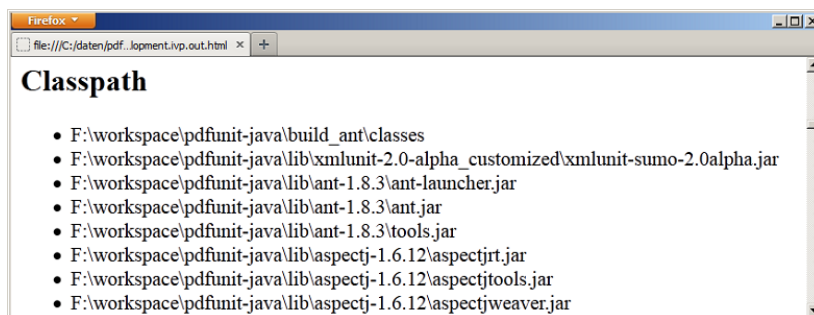 Firefox
file:///C:/daten/pdf...lopment.ivp.out.html × +
Classpath
• F:\workspace\pdfunit-java\build_ant\classes
• F:\workspace\pdfunit-java\lib\xmlunit-2.0-alpha_customized\xmlunit-sumo-2.0alpha.jar
• F:\workspace\pdfunit-java\lib\ant-1.8.3\ant-launcher.jar
• F:\workspace\pdfunit-java\lib\ant-1.8.3\ant.jar
• F:\workspace\pdfunit-java\lib\ant-1.8.3\tools.jar
• F:\workspace\pdfunit-java\lib\aspectj-1.6.12\aspectjrt.jar
• F:\workspace\pdfunit-java\lib\aspectj-1.6.12\aspectjtools.jar
• F:\workspace\pdfunit-java\lib\aspectj-1.6.12\aspectjweaver.jar